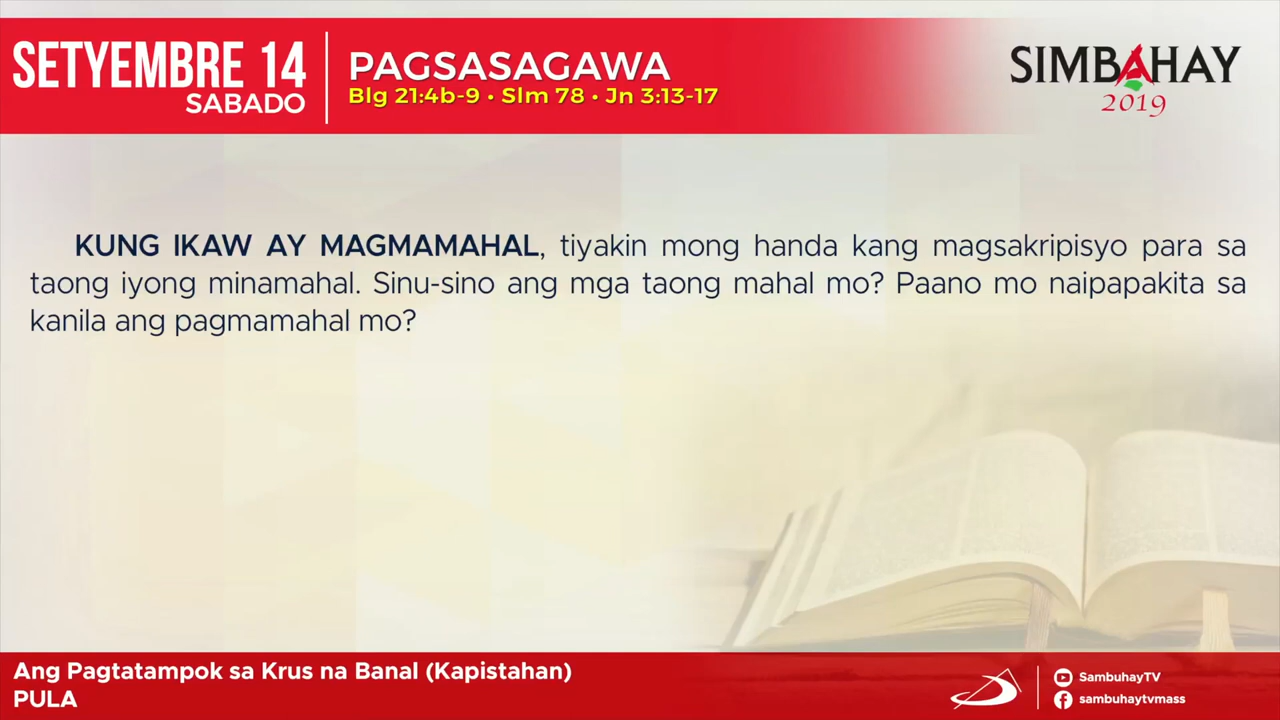 SETYEMBRE 14
SABADO
PAGSASAGAWA
Blg 21:4b-9 • Slm 78 • Jn 3:13-17
SIMBAHAY
2019
KUNG IKAW AY MAGMAMAHAL, tiyakin mong handa kang magsakripisyo para sa
taong iyong minamahal. Sinu-sino ang mga taong mahal mo? Paano mo naipapakita sa
kanila ang pagmamahal mo?
Ang Pagtatampok sa Krus na Banal (Kapistahan)
PULA
SambuhayTV
sambuhaytvmass